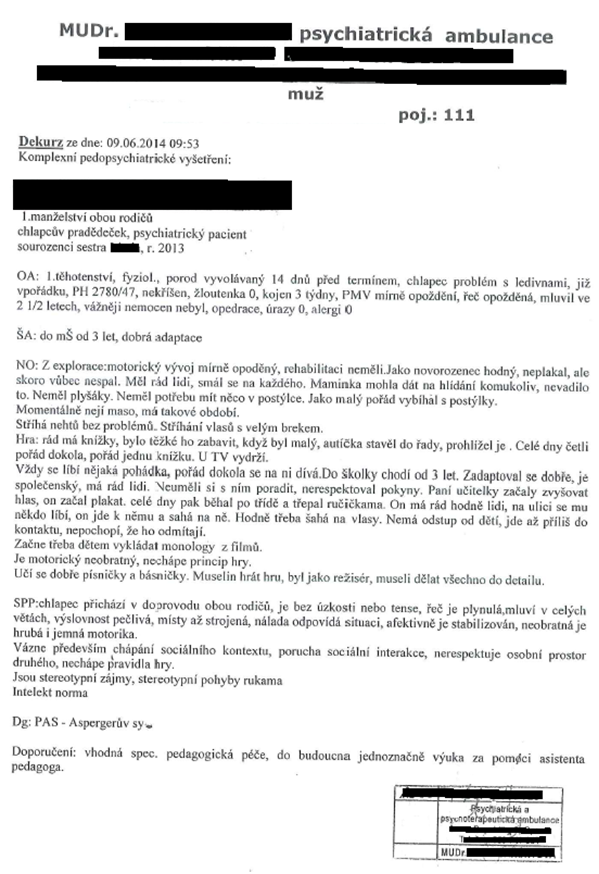 MUDr. psychiatrická ambulance
muž
poj.: 111
Dekurz ze dne: 09.06.2014 09:53
Komplexní pedopsychiatrické vyšetření:
1.manželství obou rodičů
chlapcův pradědeček, psychiatrický pacient
sourozenci sestra , r. 2013
OA: 1.těhotenství, fyziol., porod vyvolávaný 14 dnů před termínem, chlapec problém s ledivnami, již
vpořádku, PH 2780/47, nekříšen, žloutenka 0, kojen 3 týdny, PMV mírně opoždění, řeč opožděná, mluvil ve
2 1/2 letech, vážněji nemocen nebyl, opedrace, úrazy 0, alergi 0
ŠA: do mŠ od 3 let, dobrá adaptace
NO: Z explorace:motorický vývoj mírně opoděný, rehabilitaci neměli.Jako novorozenec hodný, neplakal, ale
skoro vůbec nespal. Měl rád lidi, smál se na každého. Maminka mohla dát na hlídání komukoliv, nevadilo
to. Neměl plyšáky. Neměl potřebu mít něco v postýlce. Jako malý pořád vybíhal s postýlky.
Momentálně nejí maso, má takové období.
Stříhá nehtů bez problémů. Stříhání vlasů s velým brekem.
Hra: rád má knížky, bylo těžké ho zabavit, když byl malý, autíčka stavěl do řady, prohlížel je . Celé dny četli
pořád dokola, pořád jednu knížku. U TV vydrží.
Vždy se líbí nějaká pohádka, pořád dokola se na ni dívá.Do školky chodí od 3 let. Zadaptoval se dobře, je
společenský, má rád lidi. Neuměli si s ním poradit, nerespektoval pokyny. Paní učitelky začaly zvyšovat
hlas, on začal plakat. celé dny pak běhal po třídě a třepal ručičkama. On má rád hodně lidi, na ulici se mu
někdo líbí, on jde k němu a sahá na ně. Hodně třeba šahá na vlasy. Nemá odstup od dětí, jde až příliš do
kontaktu, nepochopí, že ho odmítají.
Začne třeba dětem vykládat monology z filmů.
Je motorický neobratný, nechápe princip hry.
Učí se dobře písničky a básničky. Muselin hrát hru, byl jako režisér, museli dělat všechno do detailu.
SPP:chlapec přichází v doprovodu obou rodičů, je bez úzkosti nebo tense, řeč je plynulá,mluví v celých
větách, výslovnost pečlivá, místy až strojená, nálada odpovídá situaci, afektivně je stabilizován, neobratná je
hrubá i jemná motorika.
Vázne především chápání sociálního kontextu, porucha sociální interakce, nerespektuje osobní prostor
druhého, nechápe pravidla hry.
Jsou stereotypní zájmy, stereotypní pohyby rukama
Intelekt norma
Dg: PAS - Aspergerův sy
Doporučení: vhodná spec. pedagogická péče, do budoucna jednoznačně výuka za pomoci asistenta
pedagoga.
Psychiatrická a
psychoterapeutická ambulance
MUDr